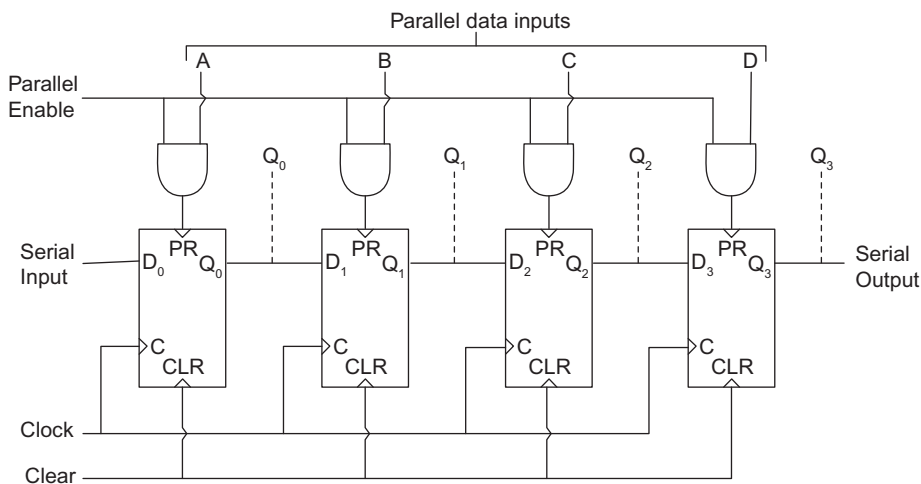 Parallel data inputs
A B C D
Parallel
Enable
Q0 Q1 Q2 Q3
PR PR PR PR
Serial
Input
D0 Q0 D1 Q1 D2 Q2 D3 Q3
Serial
Output
C C C C
CLR CLR CLR CLR
Clock
Clear